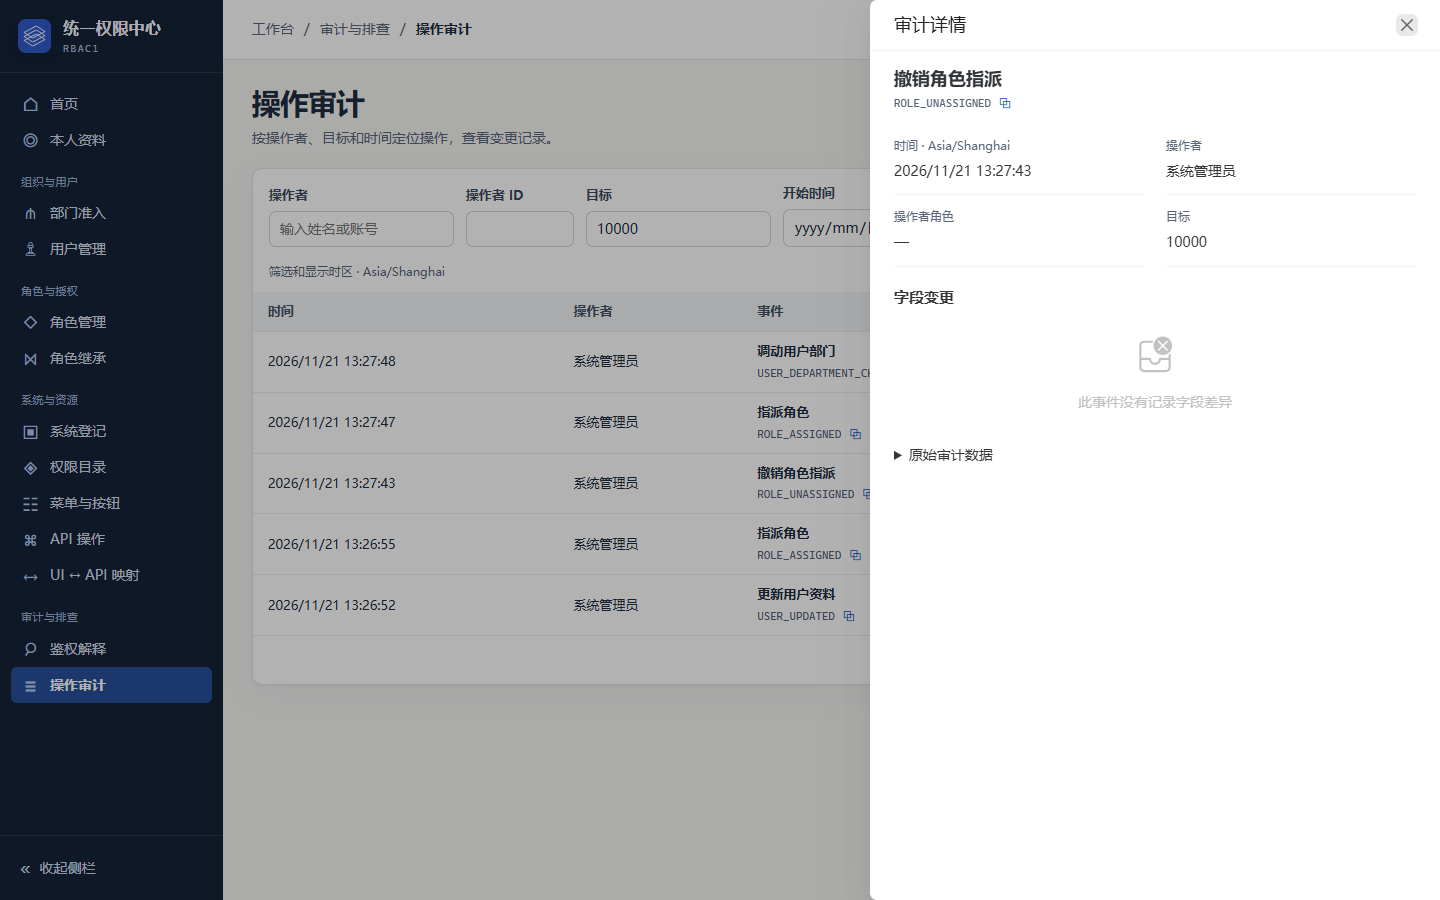 统一权限中心
RBAC1
首页
本人资料
组织与用户
部门准入
用户管理
角色与授权
角色管理
角色继承
系统与资源
系统登记
权限目录
菜单与按钮
API 操作
UI ↔ API 映射
审计与排查
鉴权解释
操作审计
« 收起侧栏
工作台 / 审计与排查 / 操作审计
操作审计
按操作者、目标和时间定位操作，查看变更记录。
操作者 操作者 ID 目标 开始时间
输入姓名或账号 10000 yyyy/mm/
筛选和显示时区 · Asia/Shanghai
时间 操作者 事件
2026/11/21 13:27:48 系统管理员 调动用户部门
USER_DEPARTMENT_CH
2026/11/21 13:27:47 系统管理员 指派角色
ROLE_ASSIGNED
2026/11/21 13:27:43 系统管理员 撤销角色指派
ROLE_UNASSIGNED
2026/11/21 13:26:55 系统管理员 指派角色
ROLE_ASSIGNED
2026/11/21 13:26:52 系统管理员 更新用户资料
USER_UPDATED
审计详情
撤销角色指派
ROLE_UNASSIGNED
时间 · Asia/Shanghai
2026/11/21 13:27:43
操作者
系统管理员
操作者角色
—
目标
10000
字段变更
此事件没有记录字段差异
原始审计数据